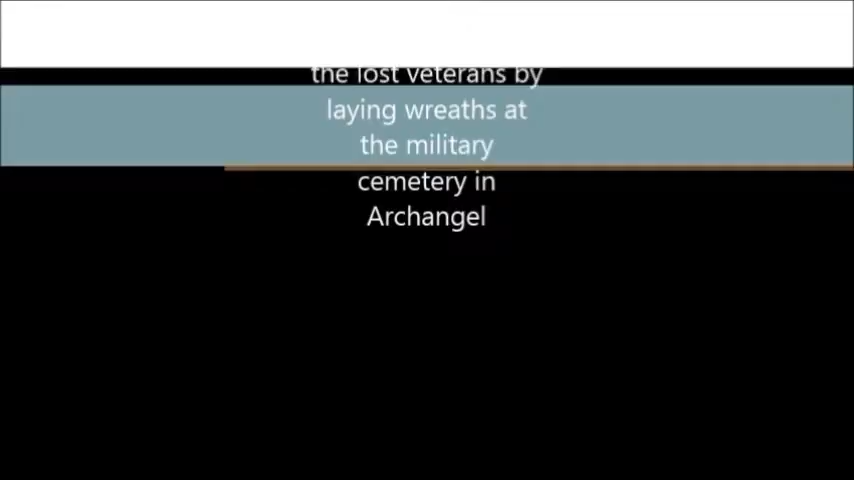 the lost veterans by
laying wreaths at
the military
cemetery in
Archangel